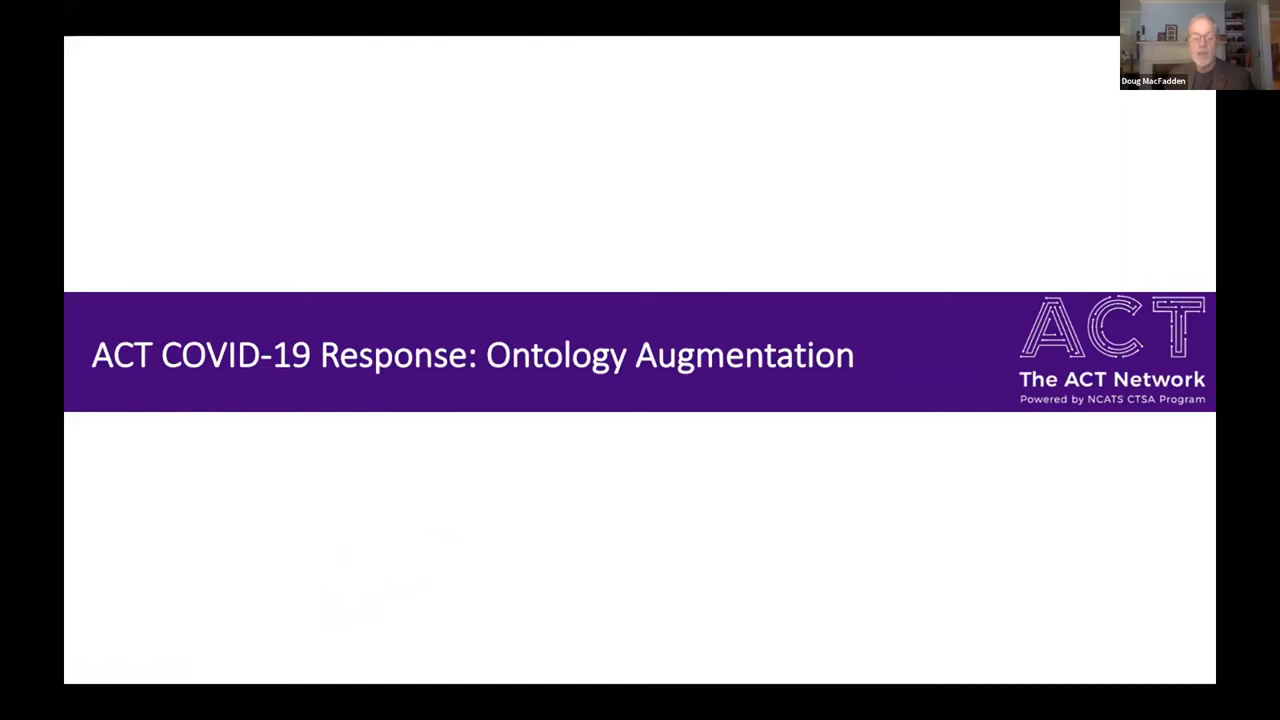 Doug MacFadden
ACT COVID-19 Response: Ontology Augmentation
ACT
The ACT Network
Powered by NCATS CTSA Program